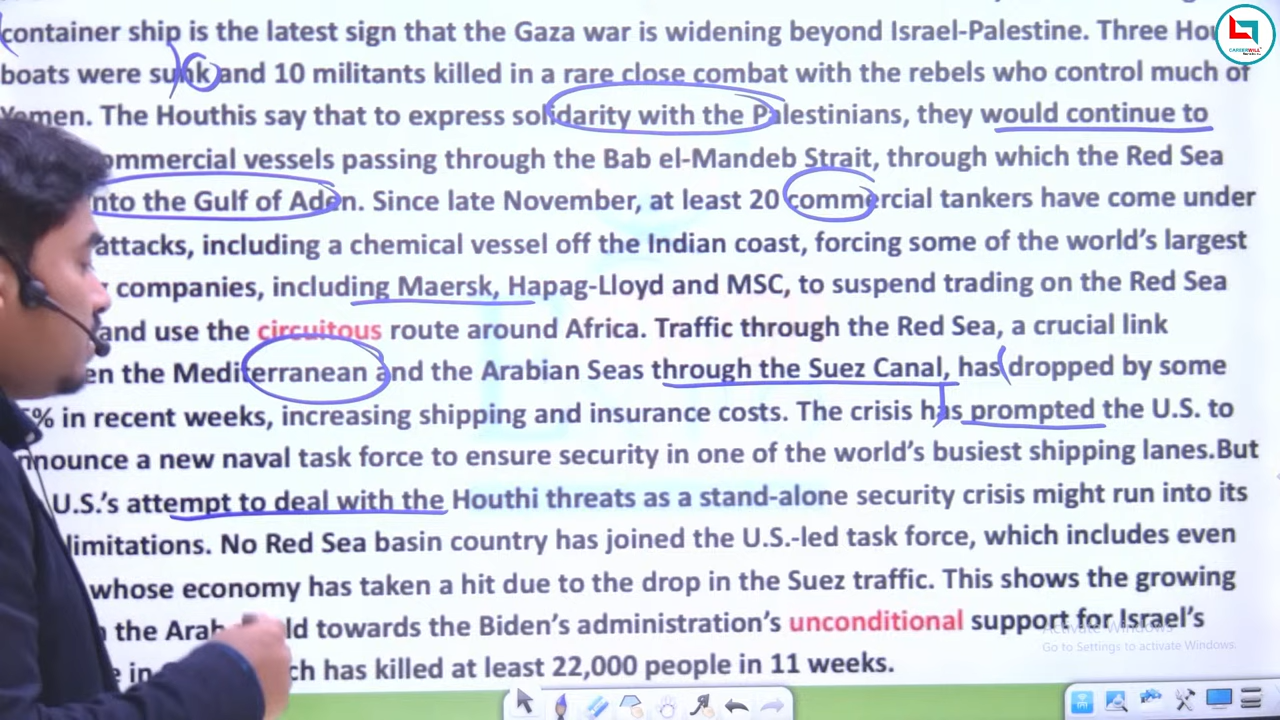 container ship is the latest sign that the Gaza war is widening beyond Israel-Palestine. Three
boats were sunk and 10 militants killed in a rare close combat with the rebels who control much of
Yemen. The Houthis say that to express solidarity with the Palestinians, they would continue to
commercial vessels passing through the Bab el-Mandeb Strait, through which the Red Sea
into the Gulf of Aden. Since late November, at least 20 commercial tankers have come under
attacks, including a chemical vessel off the Indian coast, forcing some of the world's largest
companies, including Maersk, Hapag-Lloyd and MSC, to suspend trading on the Red Sea
and use the circuitous route around Africa. Traffic through the Red Sea, a crucial link
the Mediterranean and the Arabian Seas through the Suez Canal, has dropped by some
% in recent weeks, increasing shipping and insurance costs. The crisis has prompted the U.S. to
announce a new naval task force to ensure security in one of the world's busiest shipping lanes.But
U.S.'s attempt to deal with the Houthi threats as a stand-alone security crisis might run into its
limitations. No Red Sea basin country has joined the U.S.-led task force, which includes even
whose economy has taken a hit due to the drop in the Suez traffic. This shows the growing
the Arab towards the Biden's administration's unconditional support for Israel's
in has killed at least 22,000 people in 11 weeks.
CAREERWILL
Activate Windows
Go to Settings to activate Windows.